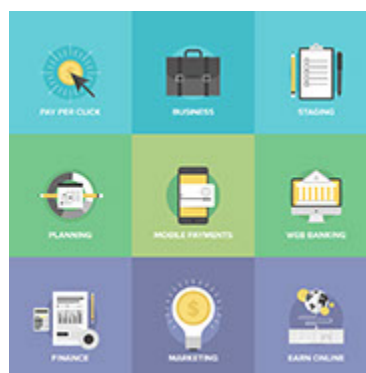 PAY PER CLICK
BUSINESS
STAGING
PLANNING
MOBILE PAYMENTS
WEB BANKING
FINANCE
MARKETING
EARN ONLINE